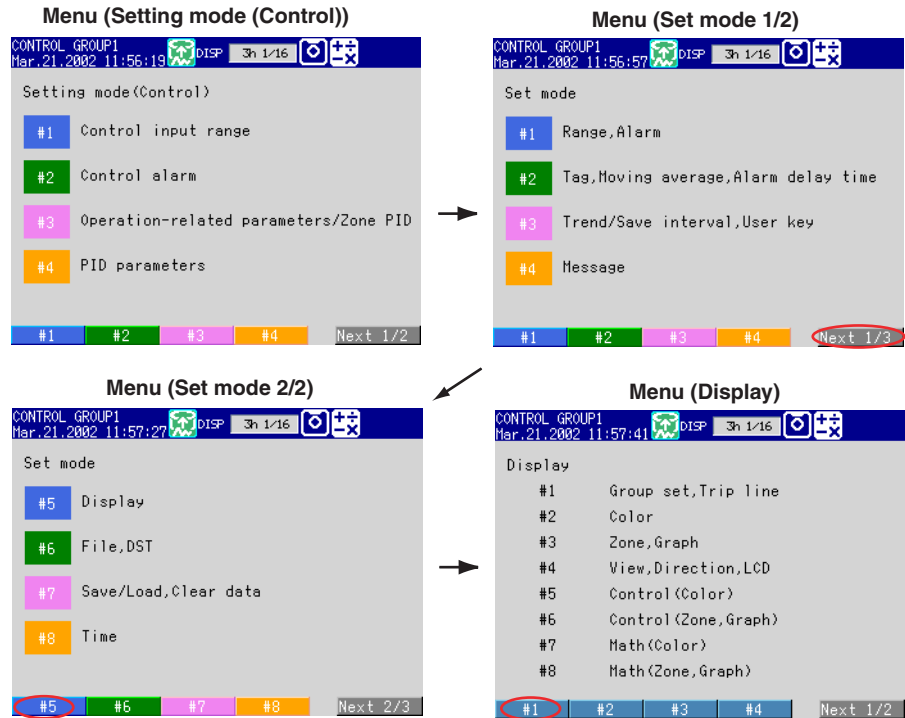 Menu (Setting mode (Control))
CONTROL GROUP1
Mar.21.2002 11:56:19 DISP 3h 1/16
Setting mode(Control)
#1 Control input range
#2 Control alarm
#3 Operation-related parameters/Zone PID
#4 PID parameters
#1 #2 #3 #4 Next 1/2
Menu (Set mode 1/2)
CONTROL GROUP1
Mar.21.2002 11:56:57 DISP 3h 1/16
Set mode
#1 Range,Alarm
#2 Tag,Moving average,Alarm delay time
#3 Trend/Save interval,User key
#4 Message
#1 #2 #3 #4 Next 1/3
Menu (Set mode 2/2)
CONTROL GROUP1
Mar.21.2002 11:57:27 DISP 3h 1/16
Set mode
#5 Display
#6 File,DST
#7 Save/Load,Clear data
#8 Time
#5 #6 #7 #8 Next 2/3
Menu (Display)
CONTROL GROUP1
Mar.21.2002 11:57:41 DISP 3h 1/16
Display
#1 Group set,Trip line
#2 Color
#3 Zone,Graph
#4 View,Direction,LCD
#5 Control(Color)
#6 Control(Zone,Graph)
#7 Math(Color)
#8 Math(Zone,Graph)
#1 #2 #3 #4 Next 1/2